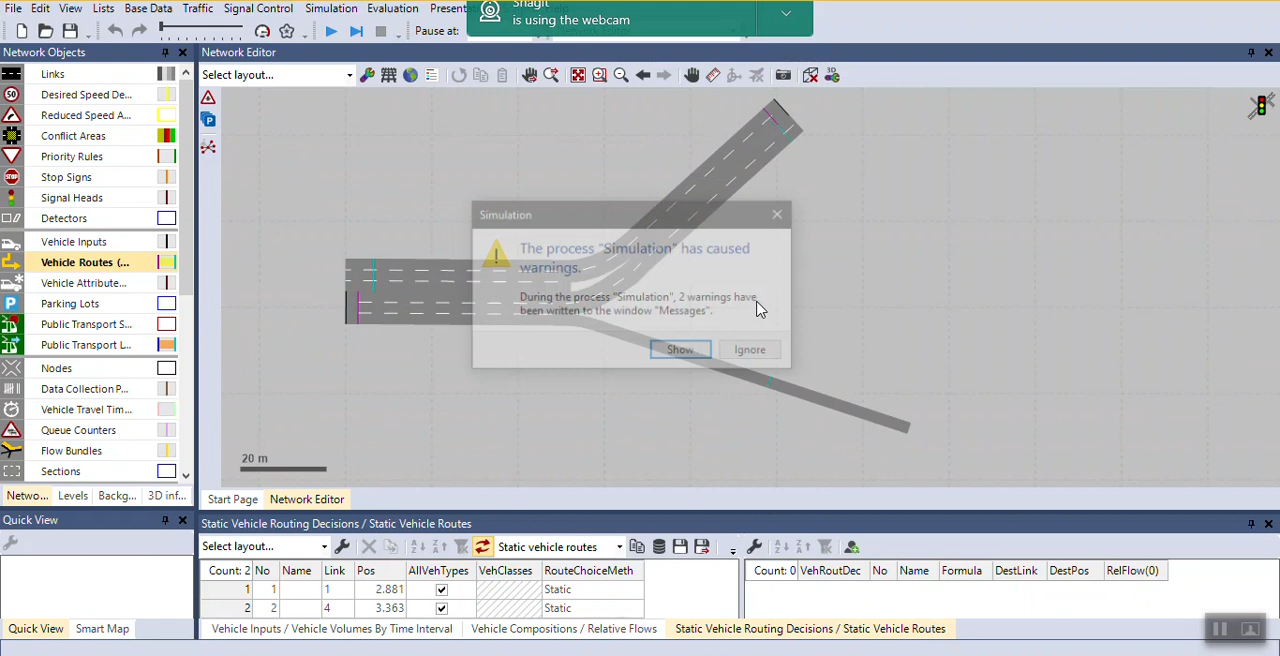 File Edit View Lists Base Data Traffic Signal Control Simulation Evaluation
Snagit
is using the webcam
Pause at:
Network Objects
Network Editor
Links
Desired Speed De...
Reduced Speed A...
Conflict Areas
Priority Rules
Stop Signs
Signal Heads
Detectors
Vehicle Inputs
Vehicle Routes (...
Vehicle Attribute...
Parking Lots
Public Transport S...
Public Transport L...
Nodes
Data Collection P...
Vehicle Travel Tim...
Queue Counters
Flow Bundles
Sections
Netwo... Levels Backg... 3D inf...
Select layout...
Simulation
The process "Simulation" has caused
warnings.
During the process "Simulation", 2 warnings have
been written to the window "Messages".
Show Ignore
20 m
Start Page Network Editor
Quick View
Quick View Smart Map
Static Vehicle Routing Decisions / Static Vehicle Routes
Select layout... Static vehicle routes
Count: 2 No Name Link Pos AllVehTypes VehClasses RouteChoiceMeth
1 1 1 2.881 Static
2 2 4 3.363 Static
Count: 0 VehRoutDec No Name Formula DestLink DestPos RelFlow(0)
Vehicle Inputs / Vehicle Volumes By Time Interval Vehicle Compositions / Relative Flows Static Vehicle Routing Decisions / Static Vehicle Routes